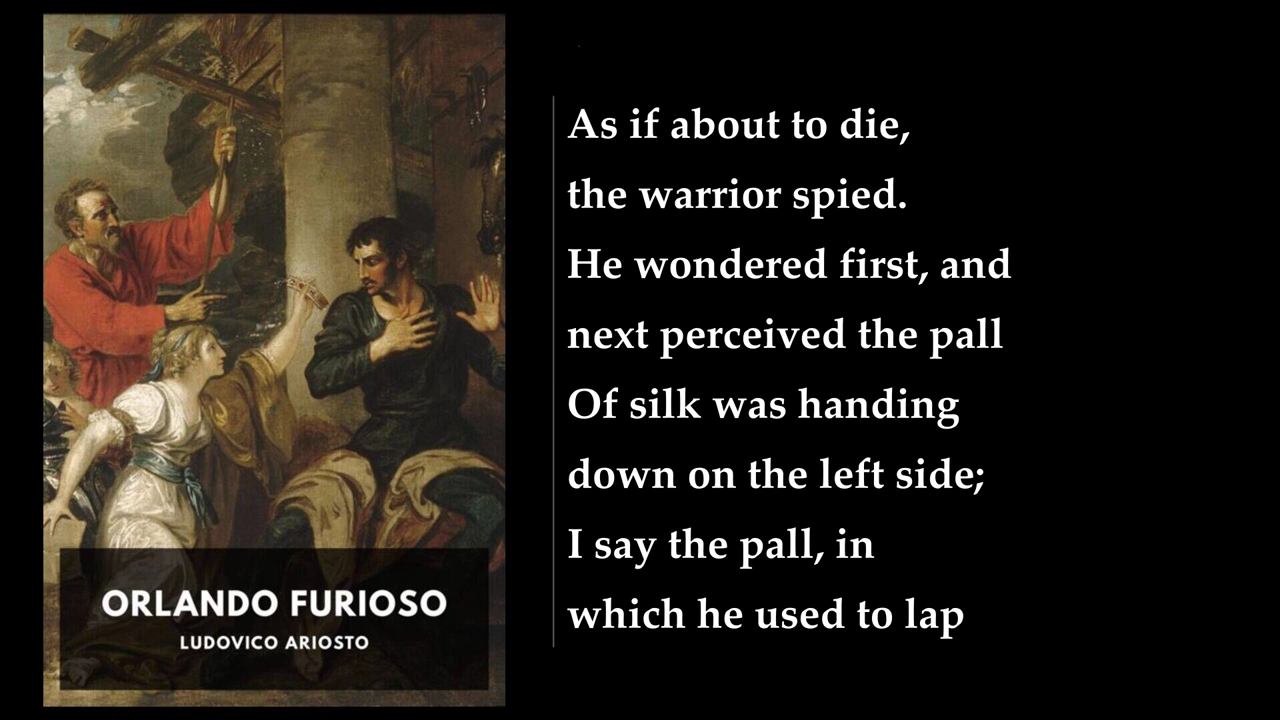 ORLANDO FURIOSO
LUDOVICO ARIOSTO
As if about to die,
the warrior spied.
He wondered first, and
next perceived the pall
Of silk was handing
down on the left side;
I say the pall, in
which he used to lap